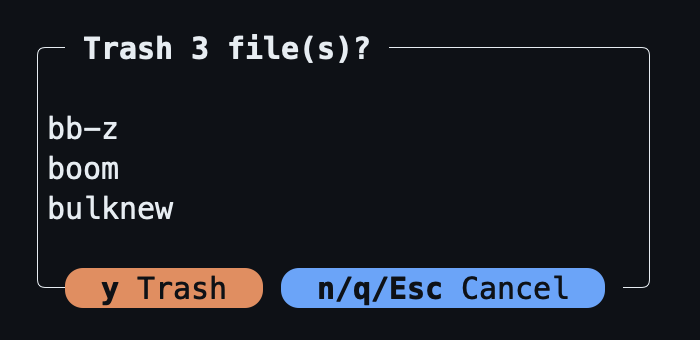 Trash 3 file(s)?
bb-z
boom
bulknew
y Trash n/q/Esc Cancel